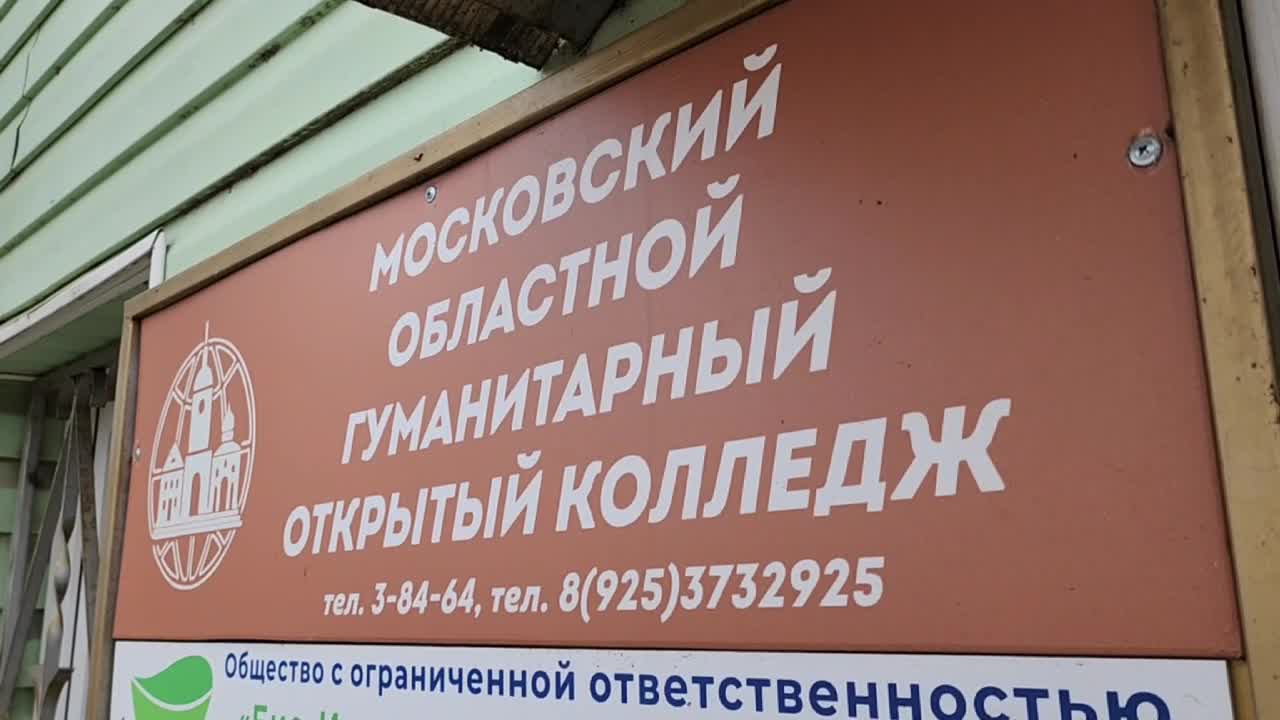 МОСКОВСКИЙ
ОБЛАСТНОЙ
ГУМАНИТАРНЫЙ
ОТКРЫТЫЙ КОЛЛЕДЖ
тел. 3-84-64, тел. 8(925)3732925
Общество с ограниченной ответственностью